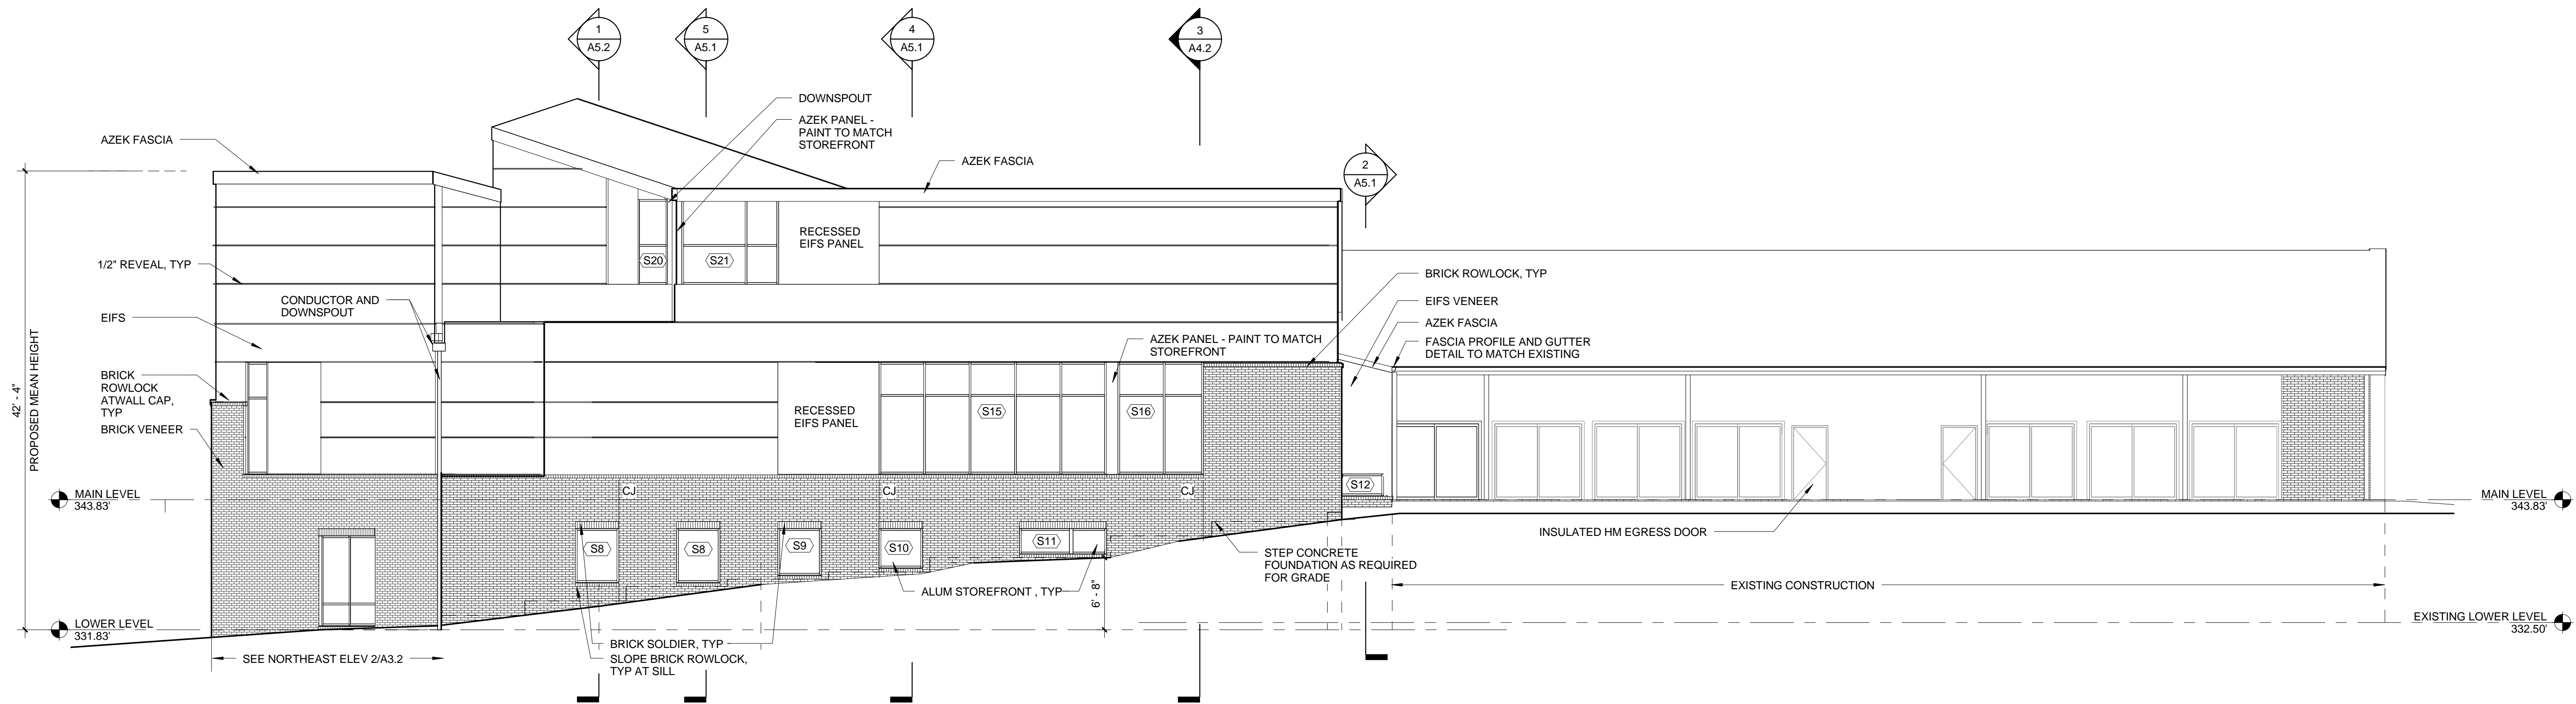 1
A5.2
5
A5.1
4
A5.1
3
A4.2
DOWNSPOUT
AZEK PANEL -
PAINT TO MATCH
STOREFRONT
AZEK FASCIA
AZEK FASCIA
2
A5.1
RECESSED
EIFS PANEL
S20
S21
1/2" REVEAL, TYP
BRICK ROWLOCK, TYP
CONDUCTOR AND
DOWNSPOUT
EIFS VENEER
EIFS
AZEK FASCIA
AZEK PANEL - PAINT TO MATCH
STOREFRONT
FASCIA PROFILE AND GUTTER
DETAIL TO MATCH EXISTING
42' - 4"
PROPOSED MEAN HEIGHT
BRICK
ROWLOCK
ATWALL CAP,
TYP
BRICK VENEER
RECESSED
EIFS PANEL
S15
S16
S12
MAIN LEVEL
343.83'
CJ
CJ
CJ
MAIN LEVEL
343.83'
S8
S8
S9
S10
S11
INSULATED HM EGRESS DOOR
STEP CONCRETE
FOUNDATION AS REQUIRED
FOR GRADE
ALUM STOREFRONT , TYP
6' - 8"
EXISTING CONSTRUCTION
LOWER LEVEL
331.83'
EXISTING LOWER LEVEL
332.50'
BRICK SOLDIER, TYP
SLOPE BRICK ROWLOCK,
TYP AT SILL
SEE NORTHEAST ELEV 2/A3.2